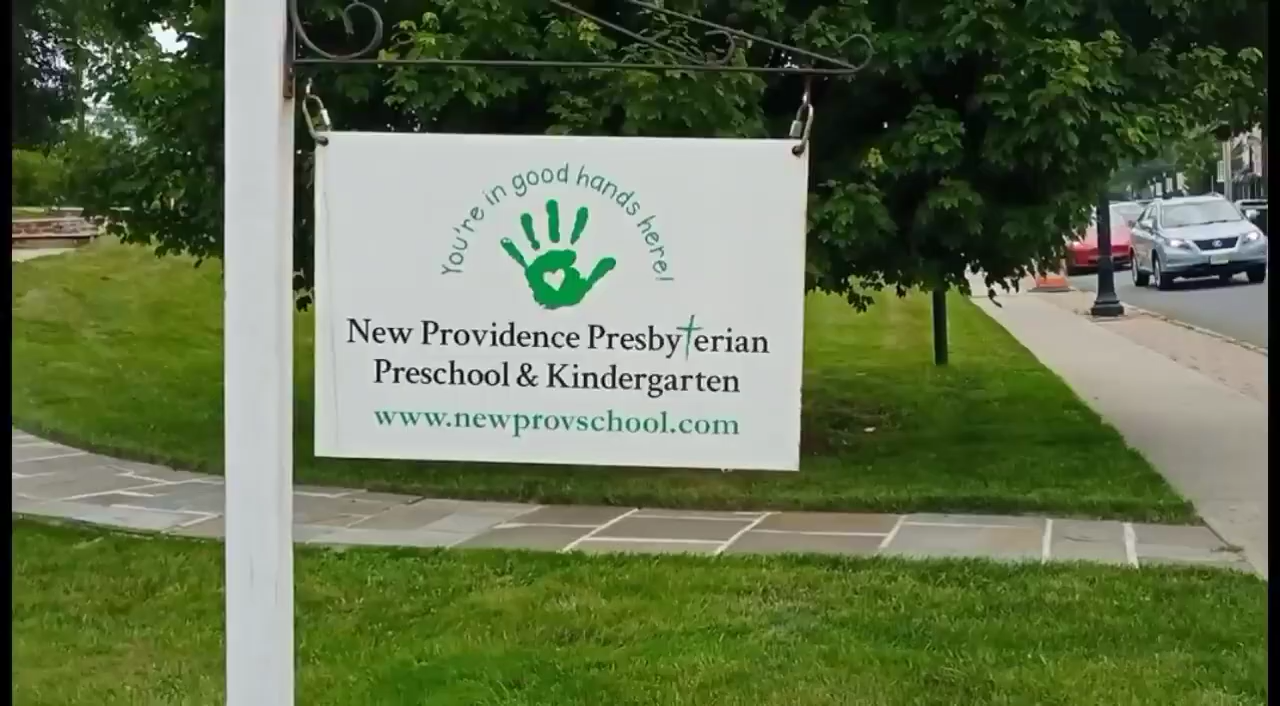 You're in good hands here!
New Providence Presbyterian
Preschool & Kindergarten
www.newprovschool.com